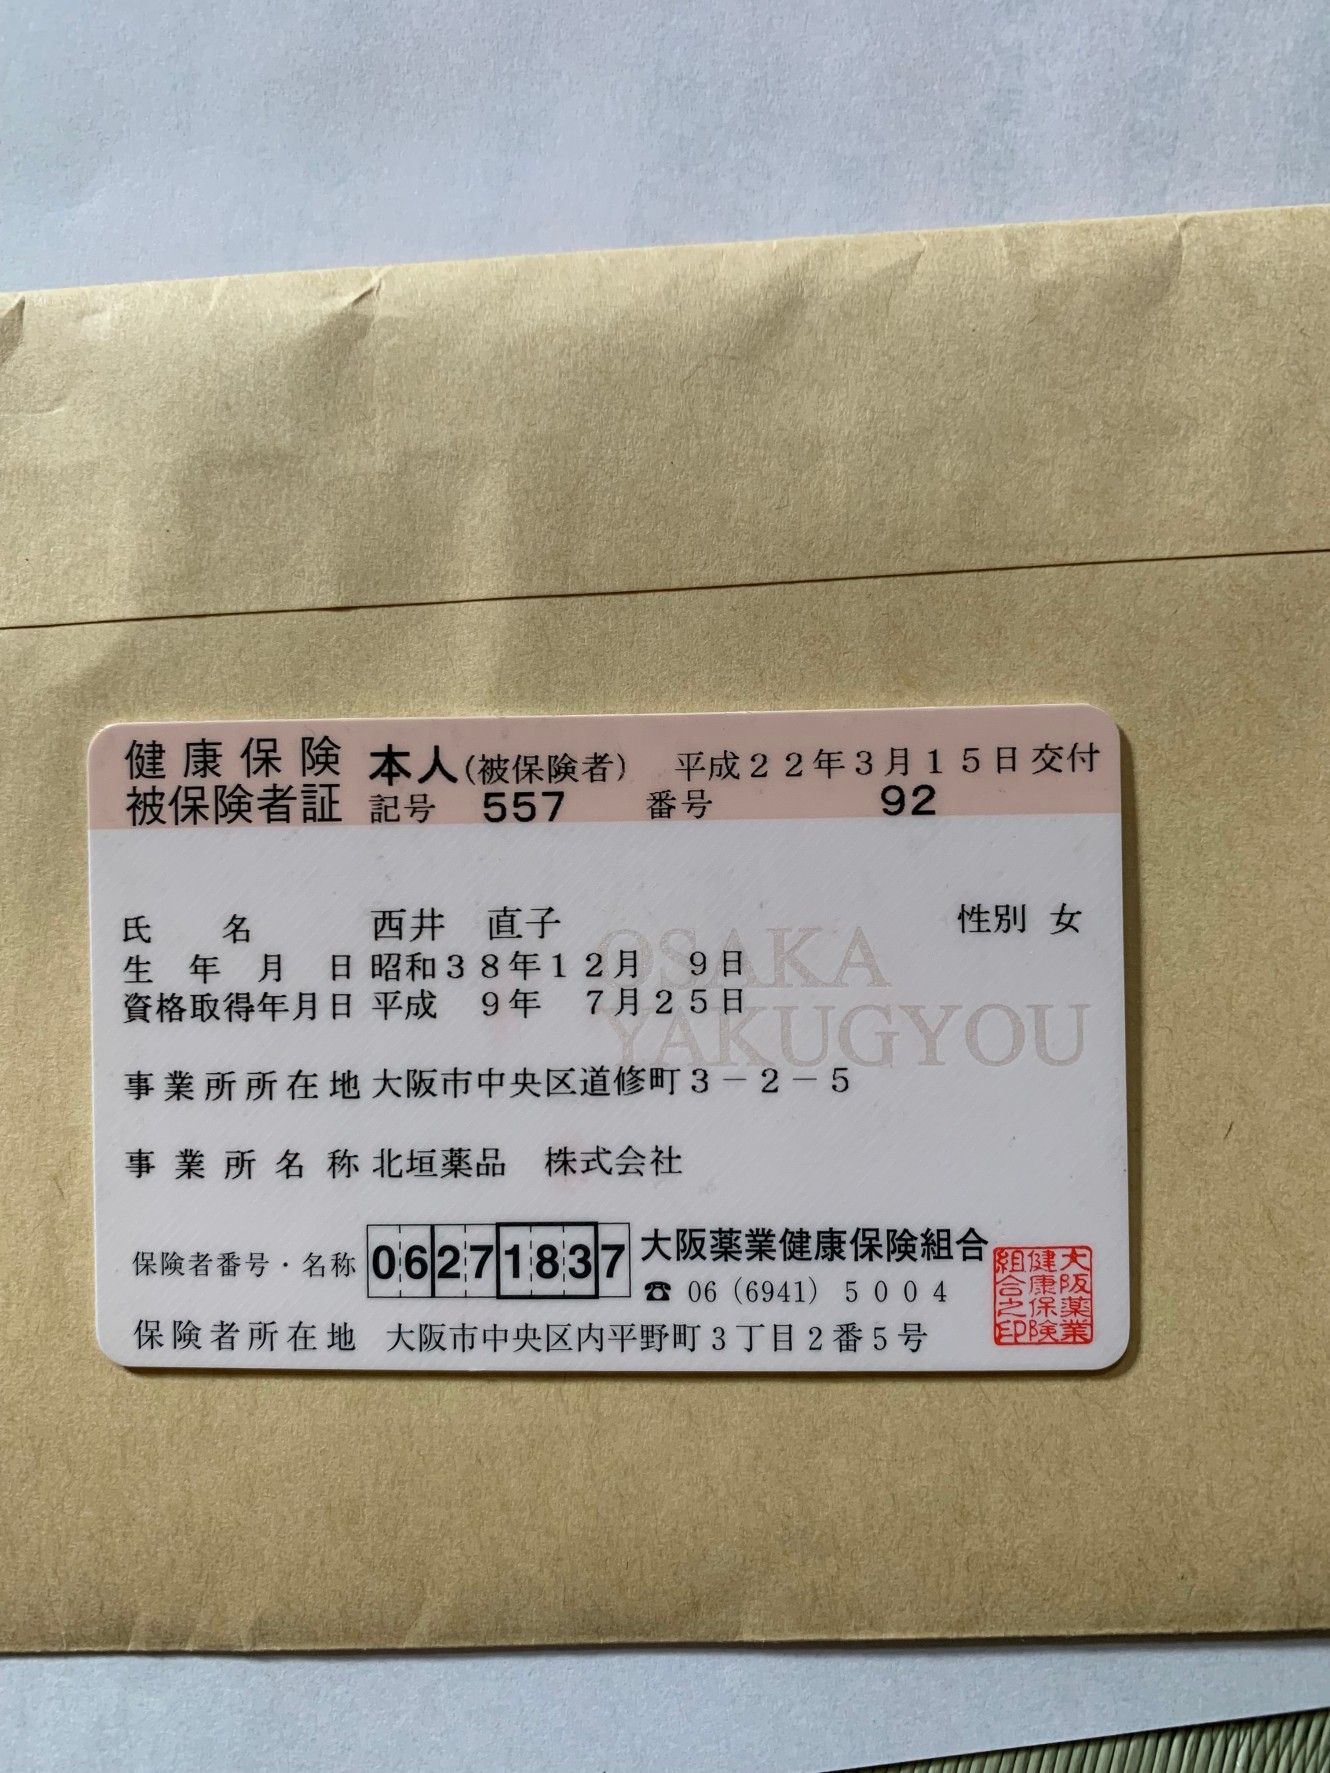 健康保険 本人(被保険者) 平成22年3月15日交付
被保険者証 記号 557 番号 92
氏名 西井 直子 性別 女
生年月日 昭和38年12月 9日
資格取得年月日 平成 9年 7月25日
OSAKA
YAKUGYOU
事業所所在地 大阪市中央区道修町3-2-5
事業所名称 北垣薬品 株式会社
保険者番号・名称 06271837 大阪薬業健康保険組合
☎ 06 (6941) 5004
保険者所在地 大阪市中央区内平野町3丁目2番5号
大阪薬業
健康保険
組合之印